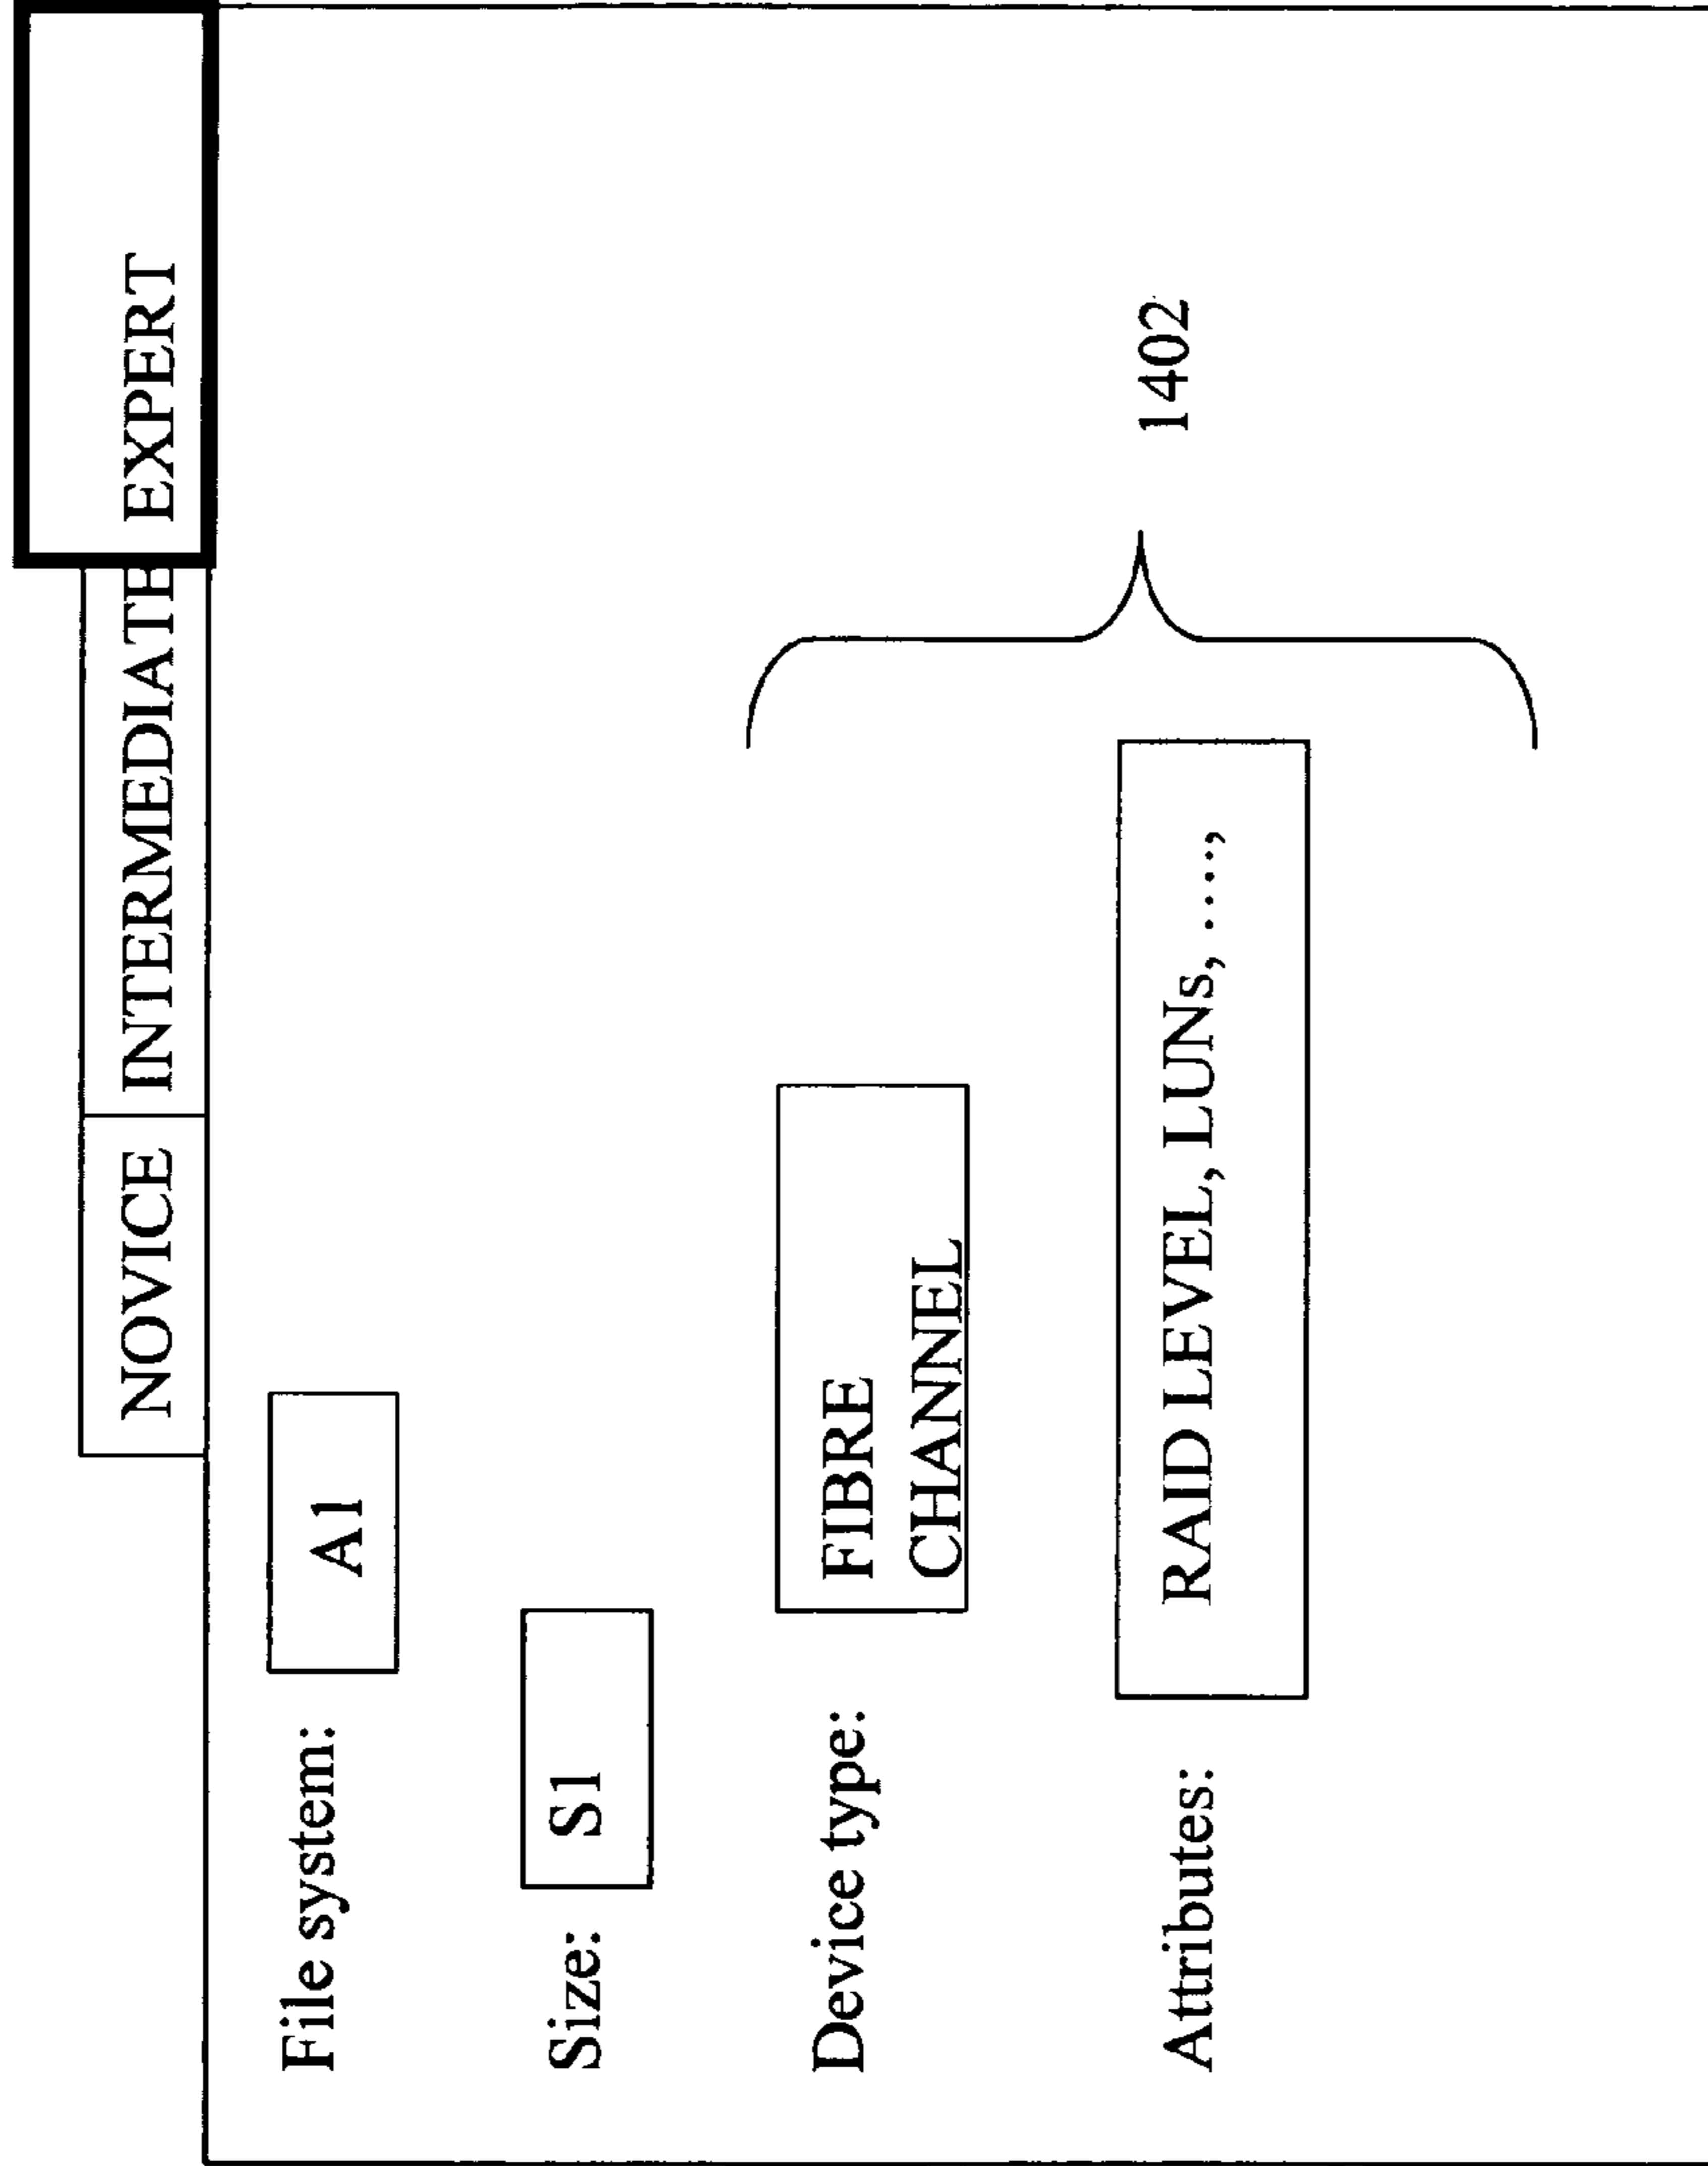 NOVICE INTERMEDIATE EXPERT
File system: A1
Size: S1
Device type: FIBRE
CHANNEL
1402
Attributes: RAID LEVEL, LUNs, ....,